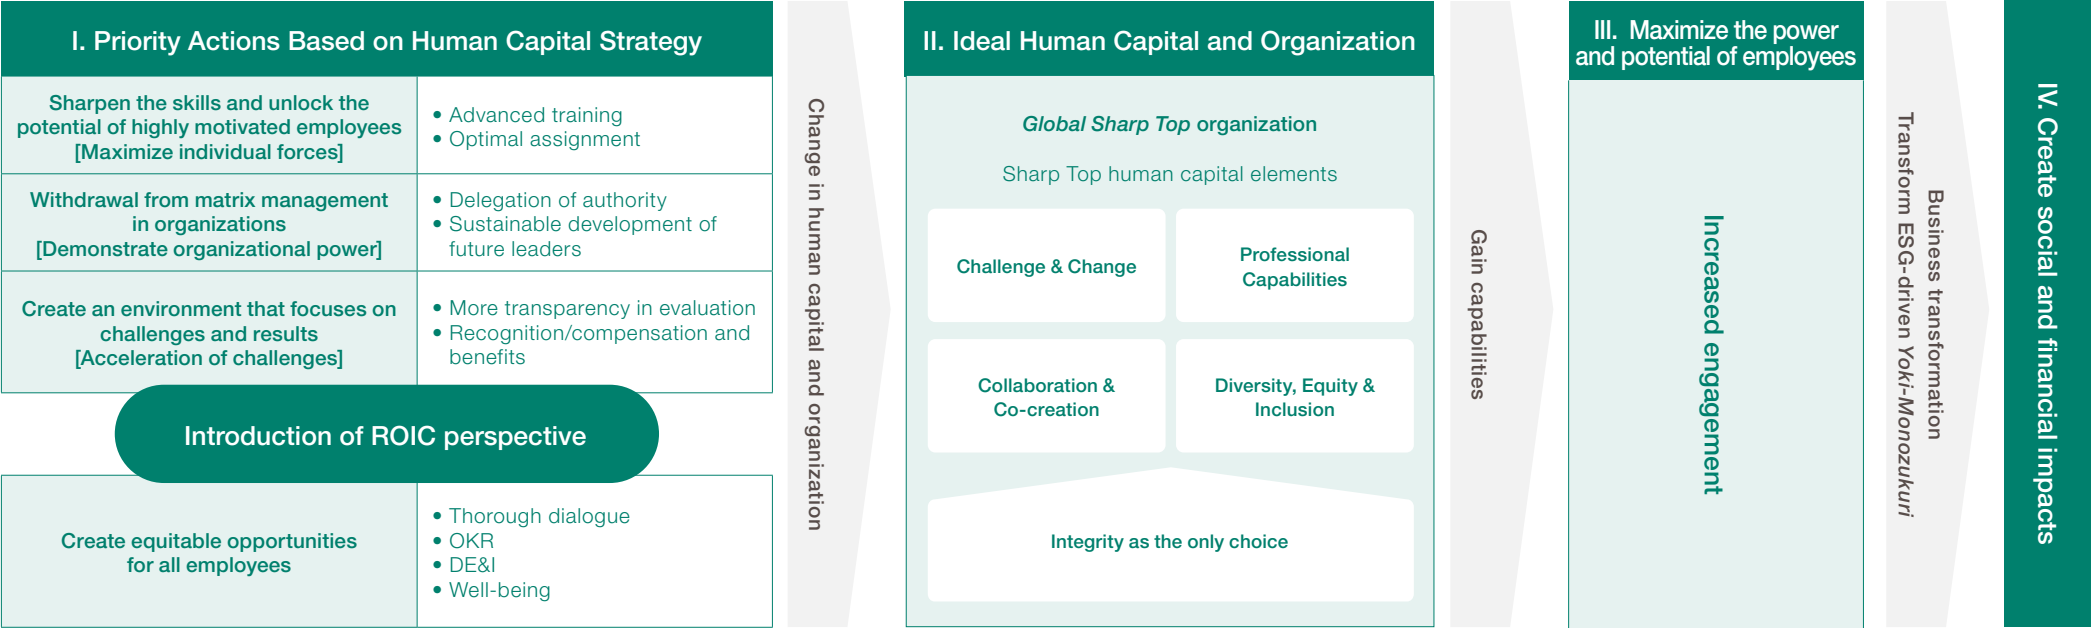 I. Priority Actions Based on Human Capital Strategy
Sharpen the skills and unlock the
potential of highly motivated employees
[Maximize individual forces]
• Advanced training
• Optimal assignment
Withdrawal from matrix management
in organizations
[Demonstrate organizational power]
• Delegation of authority
• Sustainable development of
future leaders
Create an environment that focuses on
challenges and results
[Acceleration of challenges]
• More transparency in evaluation
• Recognition/compensation and
benefits
Introduction of ROIC perspective
Create equitable opportunities
for all employees
• Thorough dialogue
• OKR
• DE&I
• Well-being
Change in human capital and organization
II. Ideal Human Capital and Organization
Global Sharp Top organization
Sharp Top human capital elements
Challenge & Change
Professional
Capabilities
Collaboration &
Co-creation
Diversity, Equity &
Inclusion
Integrity as the only choice
Gain capabilities
III. Maximize the power
and potential of employees
Increased engagement
Business transformation
Transform ESG-driven Yoki-Monozukuri
IV. Create social and financial impacts